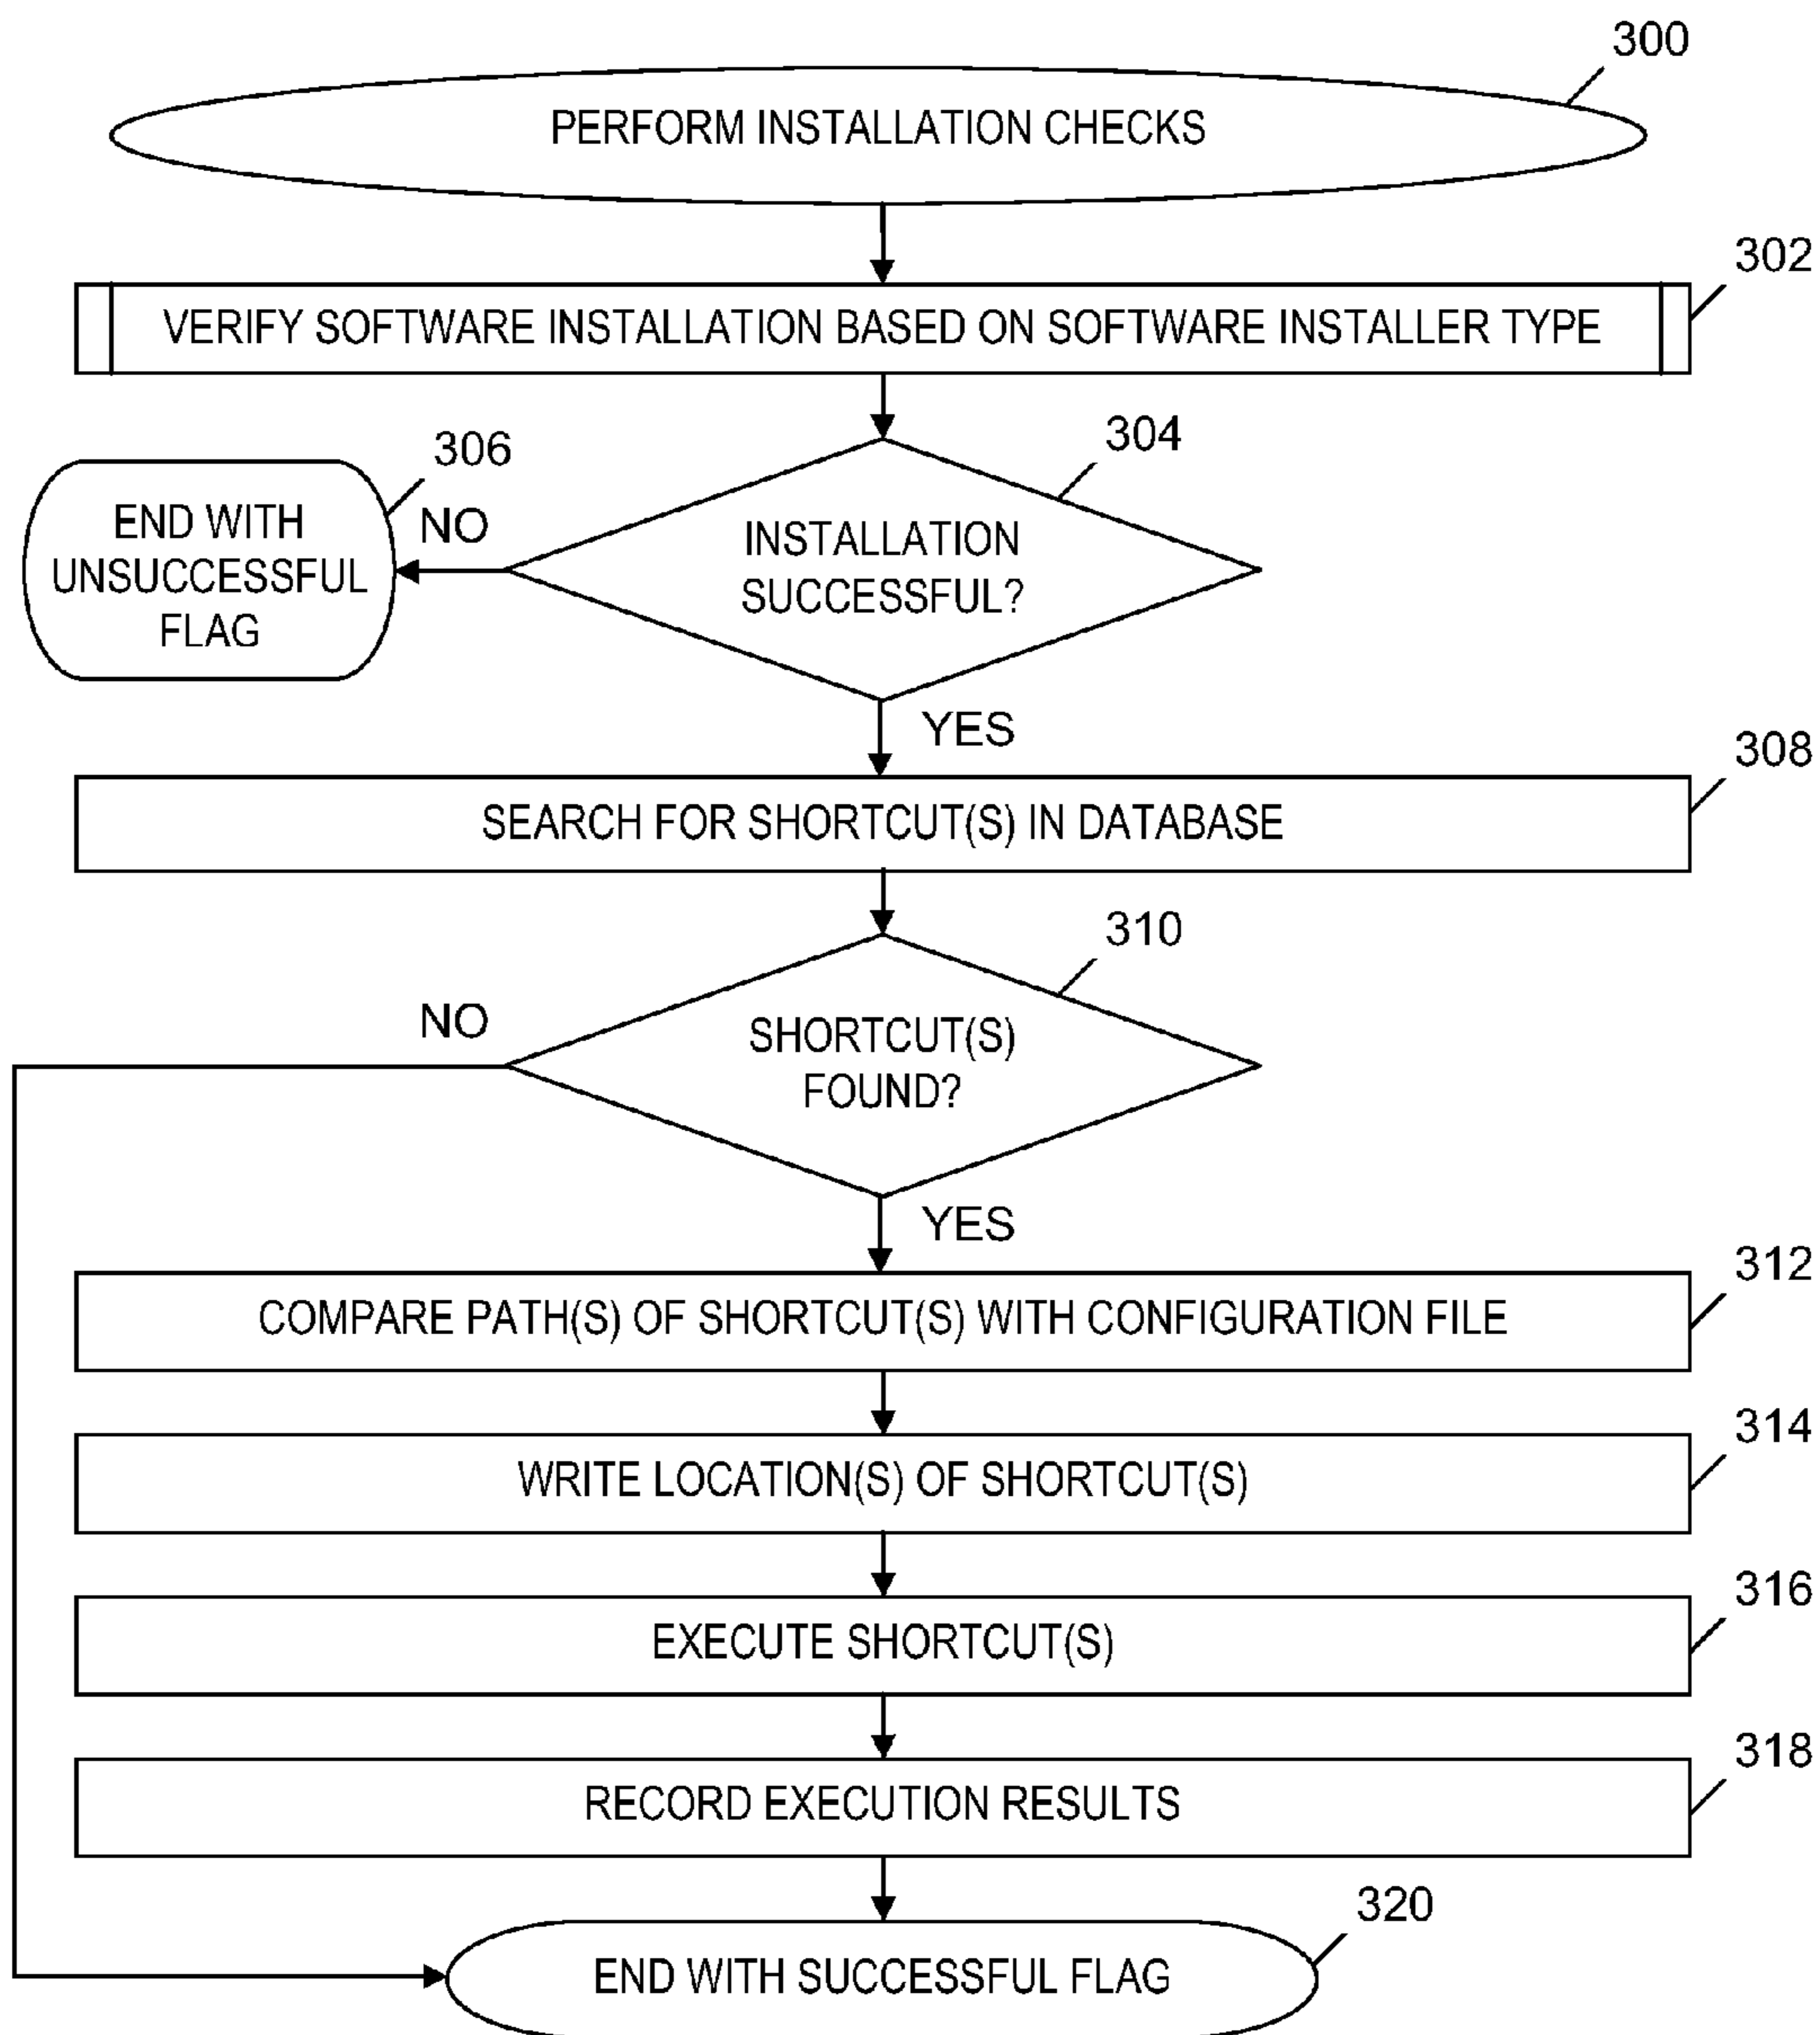 300
PERFORM INSTALLATION CHECKS
302
VERIFY SOFTWARE INSTALLATION BASED ON SOFTWARE INSTALLER TYPE
304
306
INSTALLATION
SUCCESSFUL?
NO
END WITH
UNSUCCESSFUL
FLAG
YES
308
SEARCH FOR SHORTCUT(S) IN DATABASE
310
SHORTCUT(S)
FOUND?
NO
YES
312
COMPARE PATH(S) OF SHORTCUT(S) WITH CONFIGURATION FILE
314
WRITE LOCATION(S) OF SHORTCUT(S)
316
EXECUTE SHORTCUT(S)
318
RECORD EXECUTION RESULTS
320
END WITH SUCCESSFUL FLAG